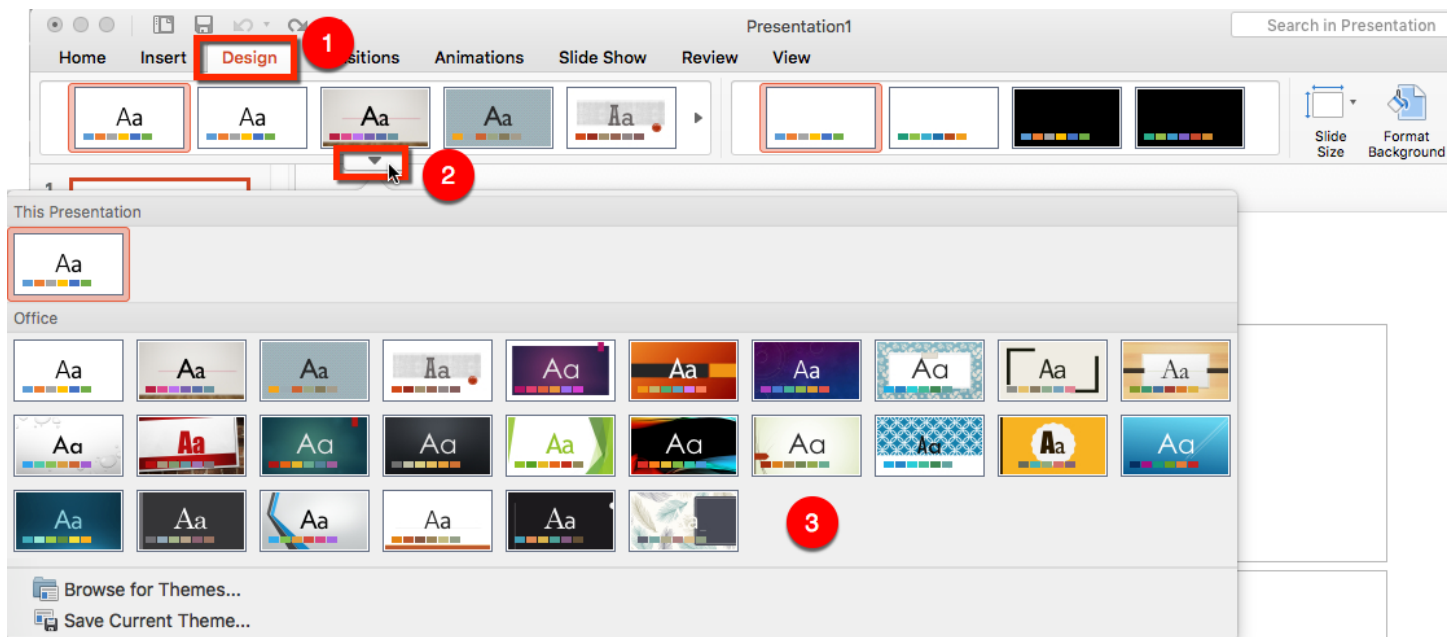 Presentation1
Search in Presentation
Home Insert Design sitions Animations Slide Show Review View
1
Aa Aa Aa Aa Aa
Slide Size
Format Background
2
1
This Presentation
Aa
Office
Aa Aa Aa Aa Aa Aa Aa Aa Aa Aa
Aa Aa Aa Aa Aa Aa Aa Aa Aa Aa
Aa Aa Aa Aa Aa Aa
3
Browse for Themes...
Save Current Theme...